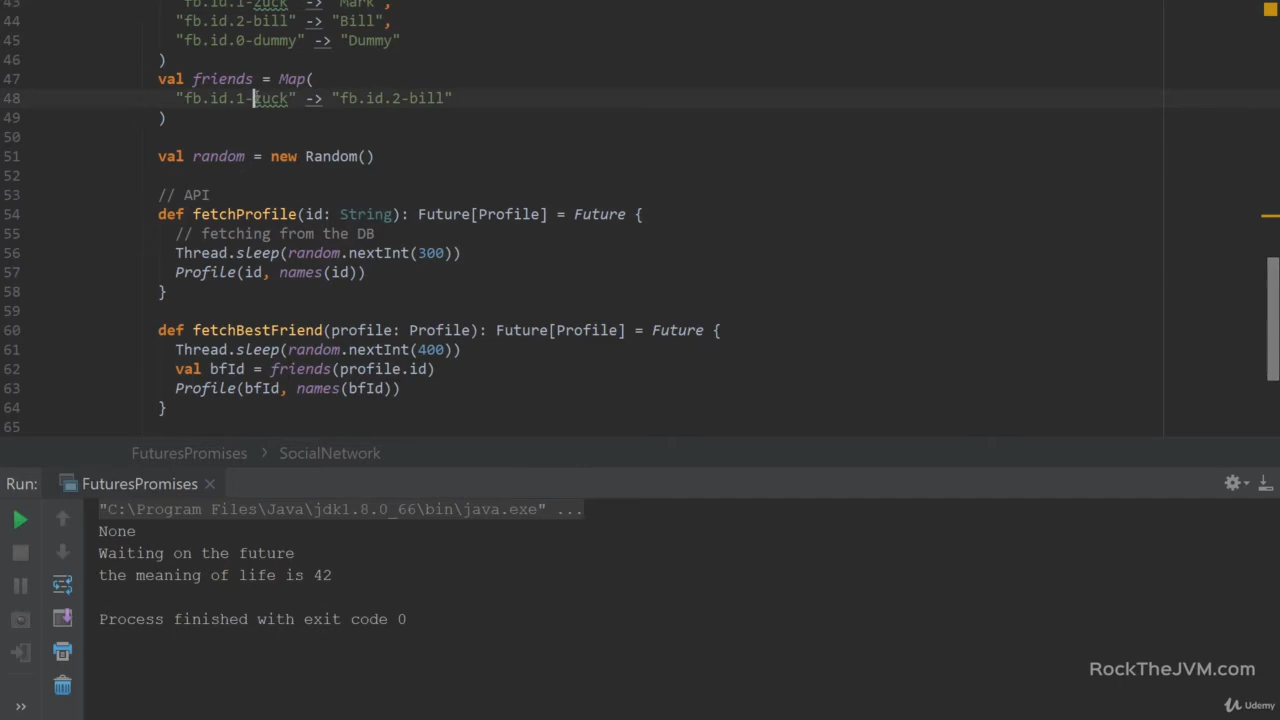 43 "fb.id.1-zuck" -> "Mark",
44 "fb.id.2-bill" -> "Bill",
45 "fb.id.0-dummy" -> "Dummy"
46 )
47 val friends = Map(
48 "fb.id.1-zuck" -> "fb.id.2-bill"
49 )
50
51 val random = new Random()
52
53 // API
54 def fetchProfile(id: String): Future[Profile] = Future {
55 // fetching from the DB
56 Thread.sleep(random.nextInt(300))
57 Profile(id, names(id))
58 }
59
60 def fetchBestFriend(profile: Profile): Future[Profile] = Future {
61 Thread.sleep(random.nextInt(400))
62 val bfId = friends(profile.id)
63 Profile(bfId, names(bfId))
64 }
65
FuturesPromises > SocialNetwork
Run: FuturesPromises ×
"C:\Program Files\Java\jdk1.8.0_66\bin\java.exe" ...
None
Waiting on the future
the meaning of life is 42
Process finished with exit code 0
RockTheJVM.com
Udemy